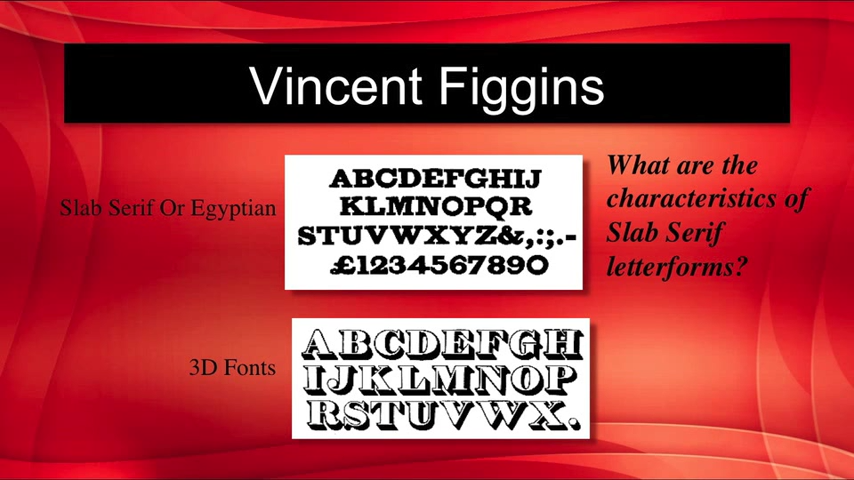 Vincent Figgins
Slab Serif Or Egyptian
ABCDEFGHIJ
KLMNOPQR
STUVWXYZ&,:;.-
£1234567890
What are the
characteristics of
Slab Serif
letterforms?
3D Fonts
ABCDEFGH
IJKLMNOP
RSTUVWX.